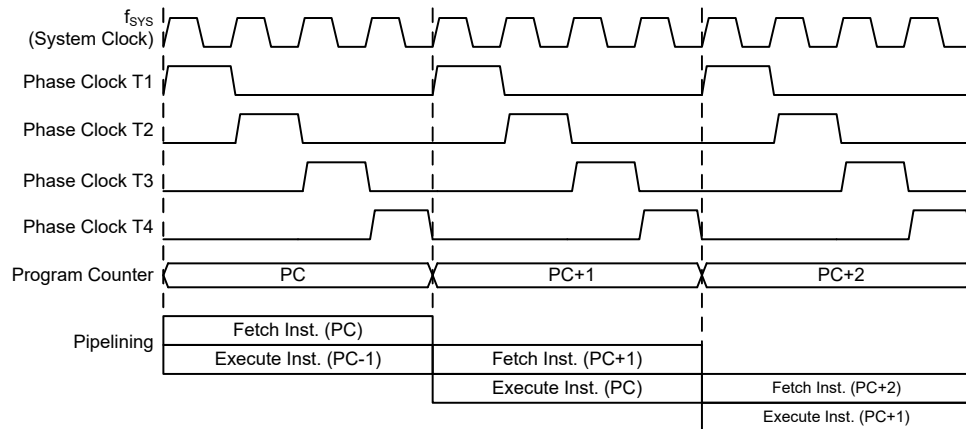 fSYS
(System Clock)
Phase Clock T1
Phase Clock T2
Phase Clock T3
Phase Clock T4
Program Counter PC PC+1 PC+2
Pipelining
Fetch Inst. (PC)
Execute Inst. (PC-1) Fetch Inst. (PC+1)
Execute Inst. (PC) Fetch Inst. (PC+2)
Execute Inst. (PC+1)